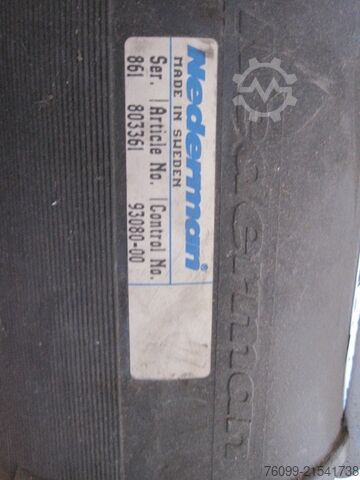 Nederman®
MADE IN SWEDEN
Ser. |Article No. |Control No.
861 803361 93080-00
Nederman
76099-21541738